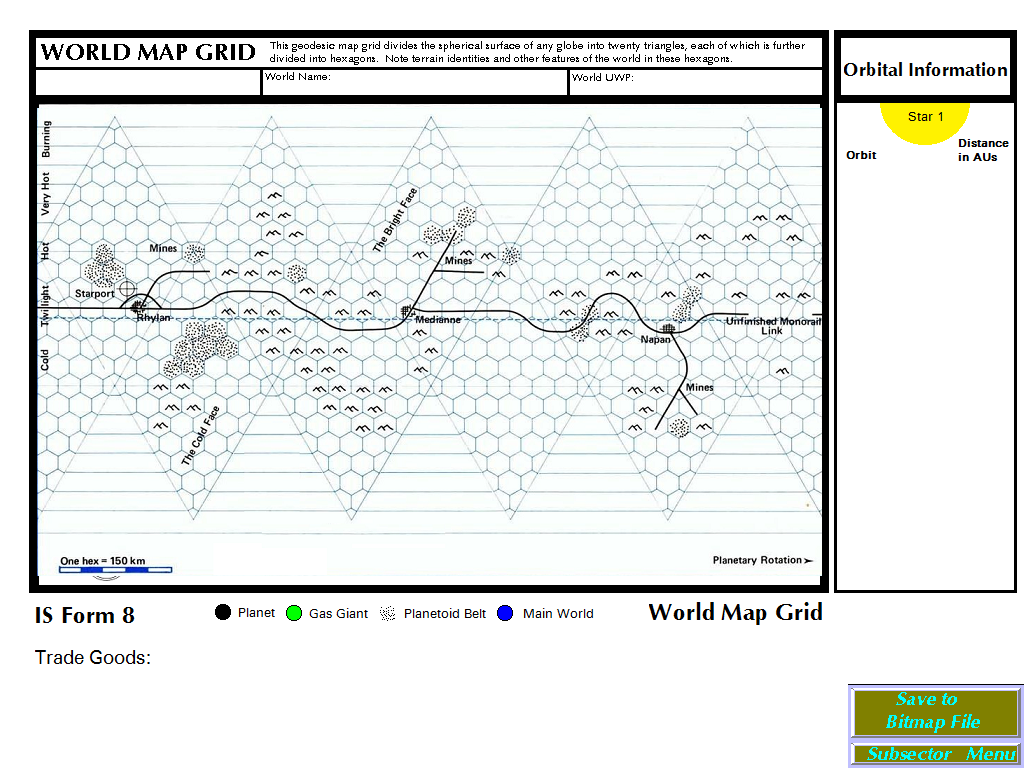 WORLD MAP GRID
This geodesic map grid divides the spherical surface of any globe into twenty triangles, each of which is further
divided into hexagons. Note terrain identities and other features of the world in these hexagons.
World Name:
World UWP:
Orbital Information
Star 1
Orbit
Distance
in AUs
Burning
Very Hot
Hot
Twilight
Cold
The Bright Face
Mines
Mines
Starport
Rhylan
Medianne
Napan
Unfinished Monorail
Link
Mines
The Cold Face
One hex = 150 km
Planetary Rotation
IS Form 8
Planet
Gas Giant
Planetoid Belt
Main World
World Map Grid
Trade Goods:
Save to
Bitmap File
Subsector Menu